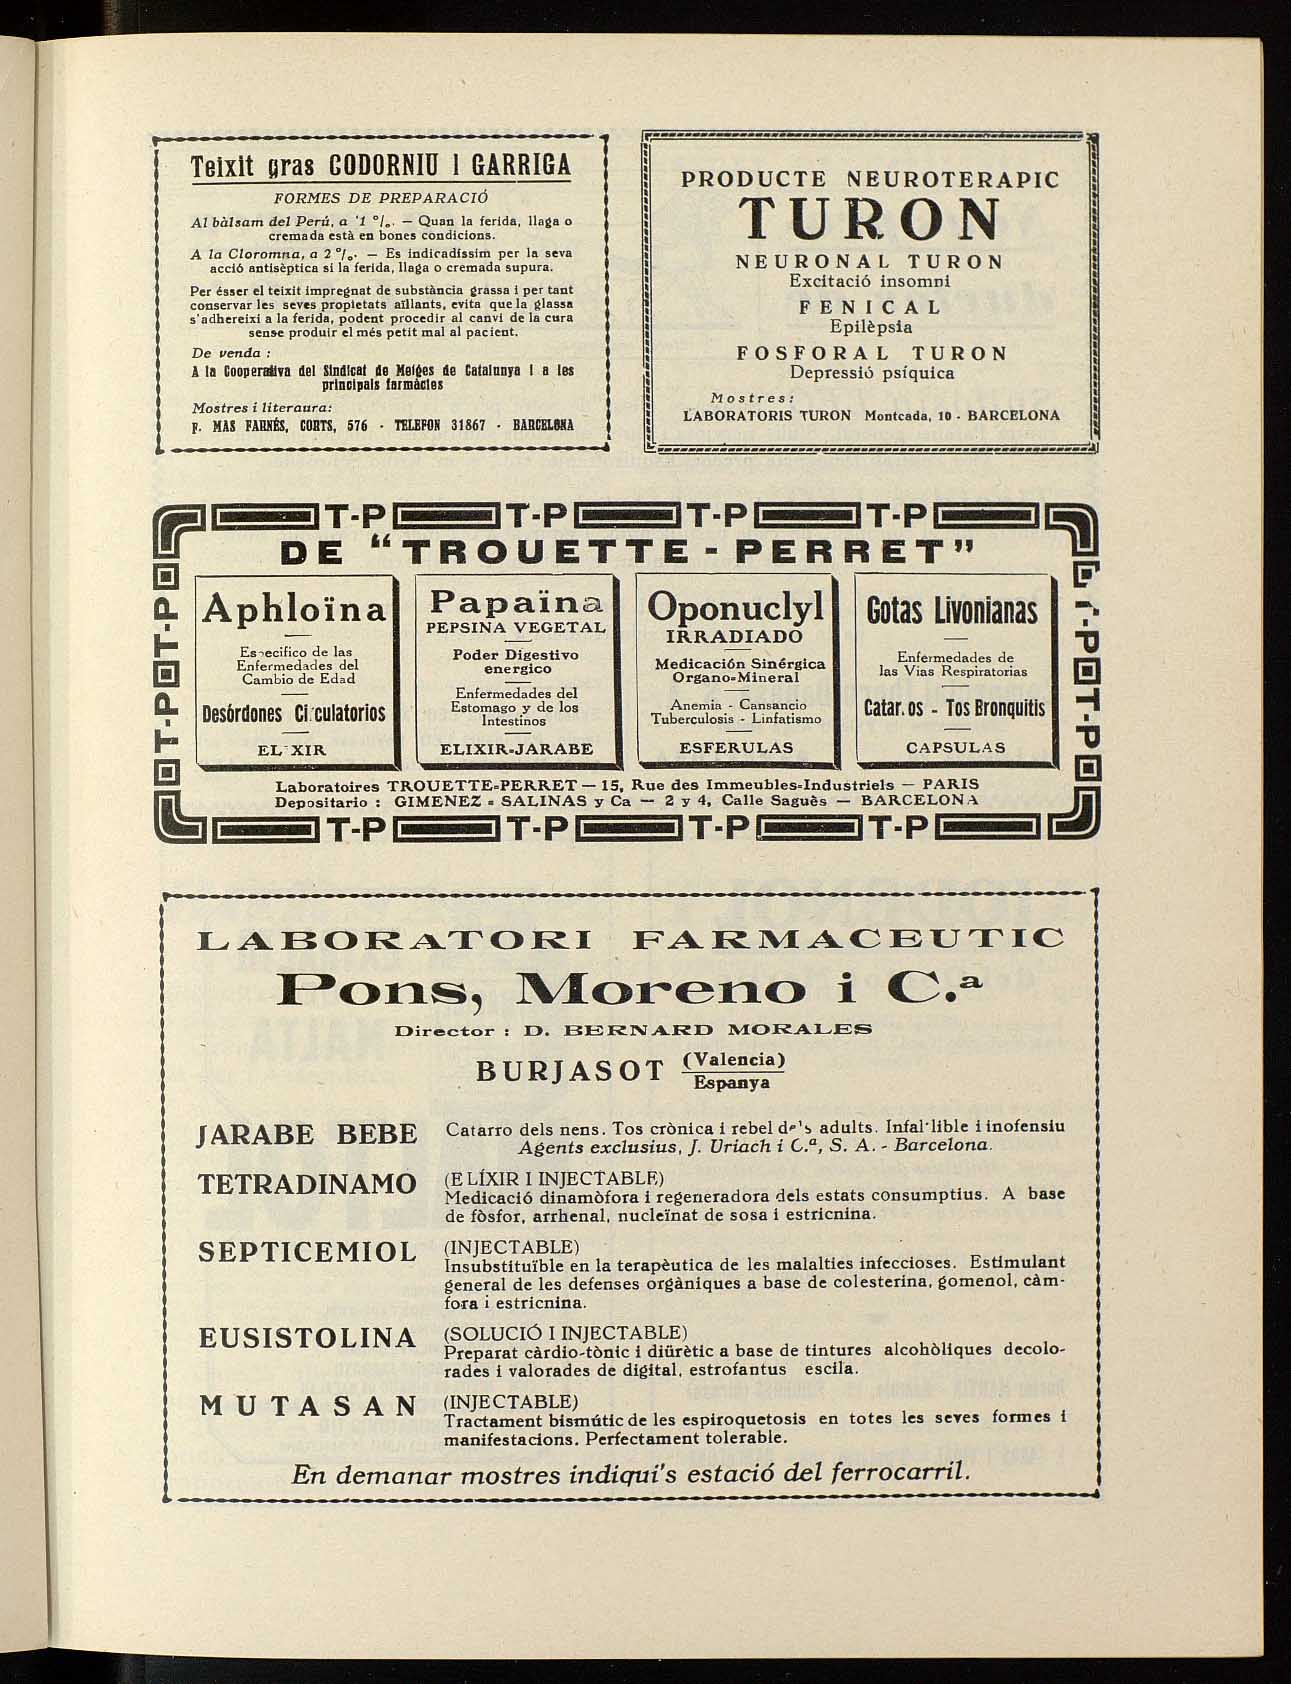 Teixit gras CODORNIU I GARRIGA
FORMES DE PREPARACIÓ
Al bàlsam del Perú, a '1 °/₀. — Quan la ferida, llaga o
cremada està en bones condicions.
A la Cloromna, a 2 °/₀. — Es indicadíssim per la seva
acció antisèptica si la ferida, llaga o cremada supura.
Per ésser el teixit impregnat de substància grassa i per tant
conservar les seves propietats aïllants, evita que la glassa
s'adhereixi a la ferida, podent procedir al canvi de la cura
sense produir el més petit mal al pacient.
De venda :
A la Cooperativa del Sindicat de Metges de Catalunya i a les
principals farmàcies
Mostres i literaura:
F. MAS FARNÉS, CORTS, 576 - TELEFON 31867 - BARCELONA
PRODUCTE NEUROTERAPIC
TURON
NEURONAL TURON
Excitació insomni
FENICAL
Epilèpsia
FOSFORAL TURON
Depressió psíquica
Mostres:
LABORATORIS TURON Montcada, 10 - BARCELONA
T-P T-P T-P T-P
DE "TROUETTE-PERRET"
Aphloïna
Especifico de las
Enfermedades del
Cambio de Edad
Desórdones Circulatorios
ELIXIR
Papaïna
PEPSINA VEGETAL
Poder Digestivo
energico
Enfermedades del
Estomago y de los
Intestinos
ELIXIR-JARABE
Oponuclyl
IRRADIADO
Medicación Sinérgica
Organo-Mineral
Anemia - Cansancio
Tuberculosis - Linfatismo
ESFERULAS
Gotas Livonianas
Enfermedades de
las Vias Respiratorias
Catarros - Tos Bronquitis
CAPSULAS
T-P T-P
T-P T-P
Laboratoires TROUETTE-PERRET — 15, Rue des Immeubles-Industriels — PARIS
Depositario : GIMENEZ - SALINAS y Ca — 2 y 4, Calle Saguès — BARCELONA
T-P T-P T-P T-P
LABORATORI FARMACEUTIC
Pons, Moreno i C.ª
Director : D. BERNARD MORALES
BURJASOT (Valencia)
Espanya
JARABE BEBE Catarro dels nens. Tos crònica i rebel dels adults. Infal·lible i inofensiu
Agents exclusius, J. Uriach i C.ª, S. A. - Barcelona.
TETRADINAMO (ELÍXIR I INJECTABLE)
Medicació dinamòfora i regeneradora dels estats consumptius. A base
de fòsfor, arrhenal, nucleïnat de sosa i estricnina.
SEPTICEMIOL (INJECTABLE)
Insubstituïble en la terapèutica de les malalties infeccioses. Estimulant
general de les defenses orgàniques a base de colesterina, gomenol, càm-
fora i estricnina.
EUSISTOLINA (SOLUCIÓ I INJECTABLE)
Preparat càrdio-tònic i diürètic a base de tintures alcohòliques decolo-
rades i valorades de digital, estrofantus escila.
MUTASAN (INJECTABLE)
Tractament bismútic de les espiroquetosis en totes les seves formes i
manifestacions. Perfectament tolerable.
En demanar mostres indiqui's estació del ferrocarril.